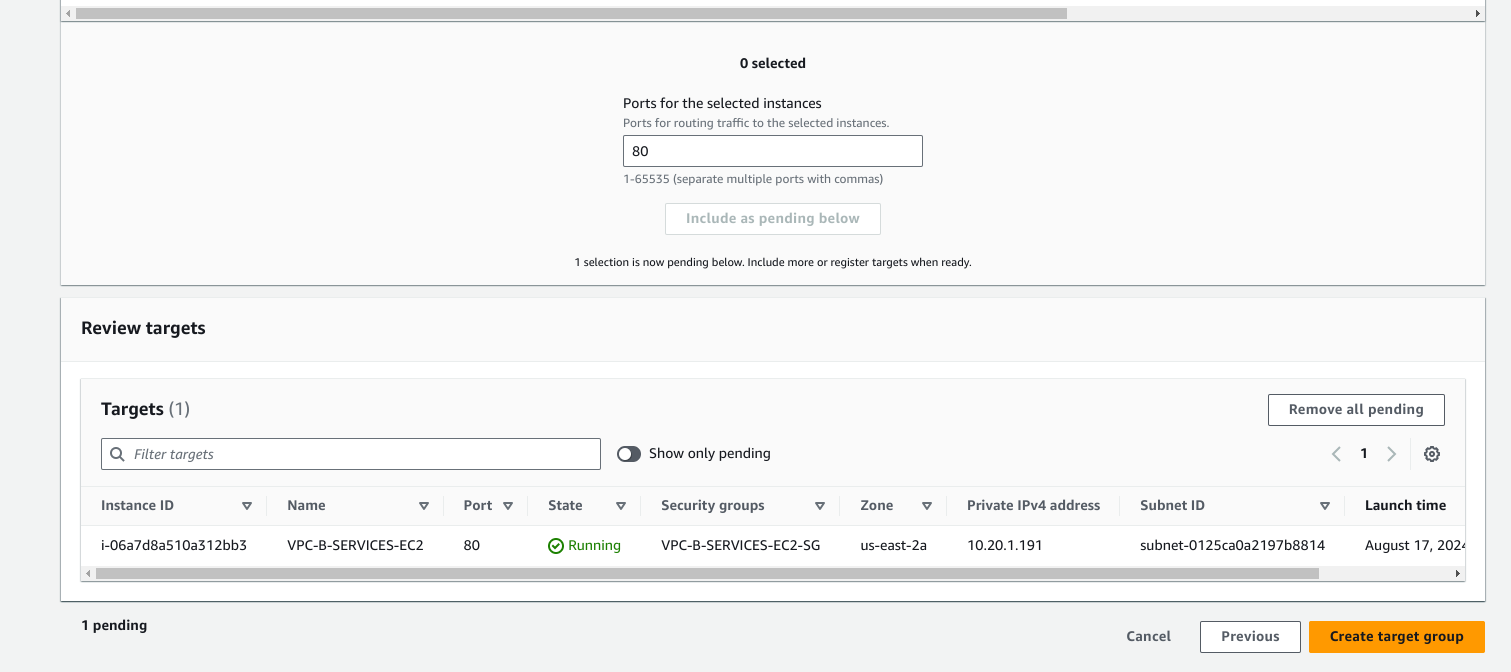 0 selected
Ports for the selected instances
Ports for routing traffic to the selected instances.
80
1-65535 (separate multiple ports with commas)
Include as pending below
1 selection is now pending below. Include more or register targets when ready.
Review targets
Targets (1)
Remove all pending
Filter targets
Show only pending
1
Instance ID Name Port State Security groups Zone Private IPv4 address Subnet ID Launch time
i-06a7d8a510a312bb3 VPC-B-SERVICES-EC2 80 Running VPC-B-SERVICES-EC2-SG us-east-2a 10.20.1.191 subnet-0125ca0a2197b8814 August 17, 2024
1 pending
Cancel Previous Create target group